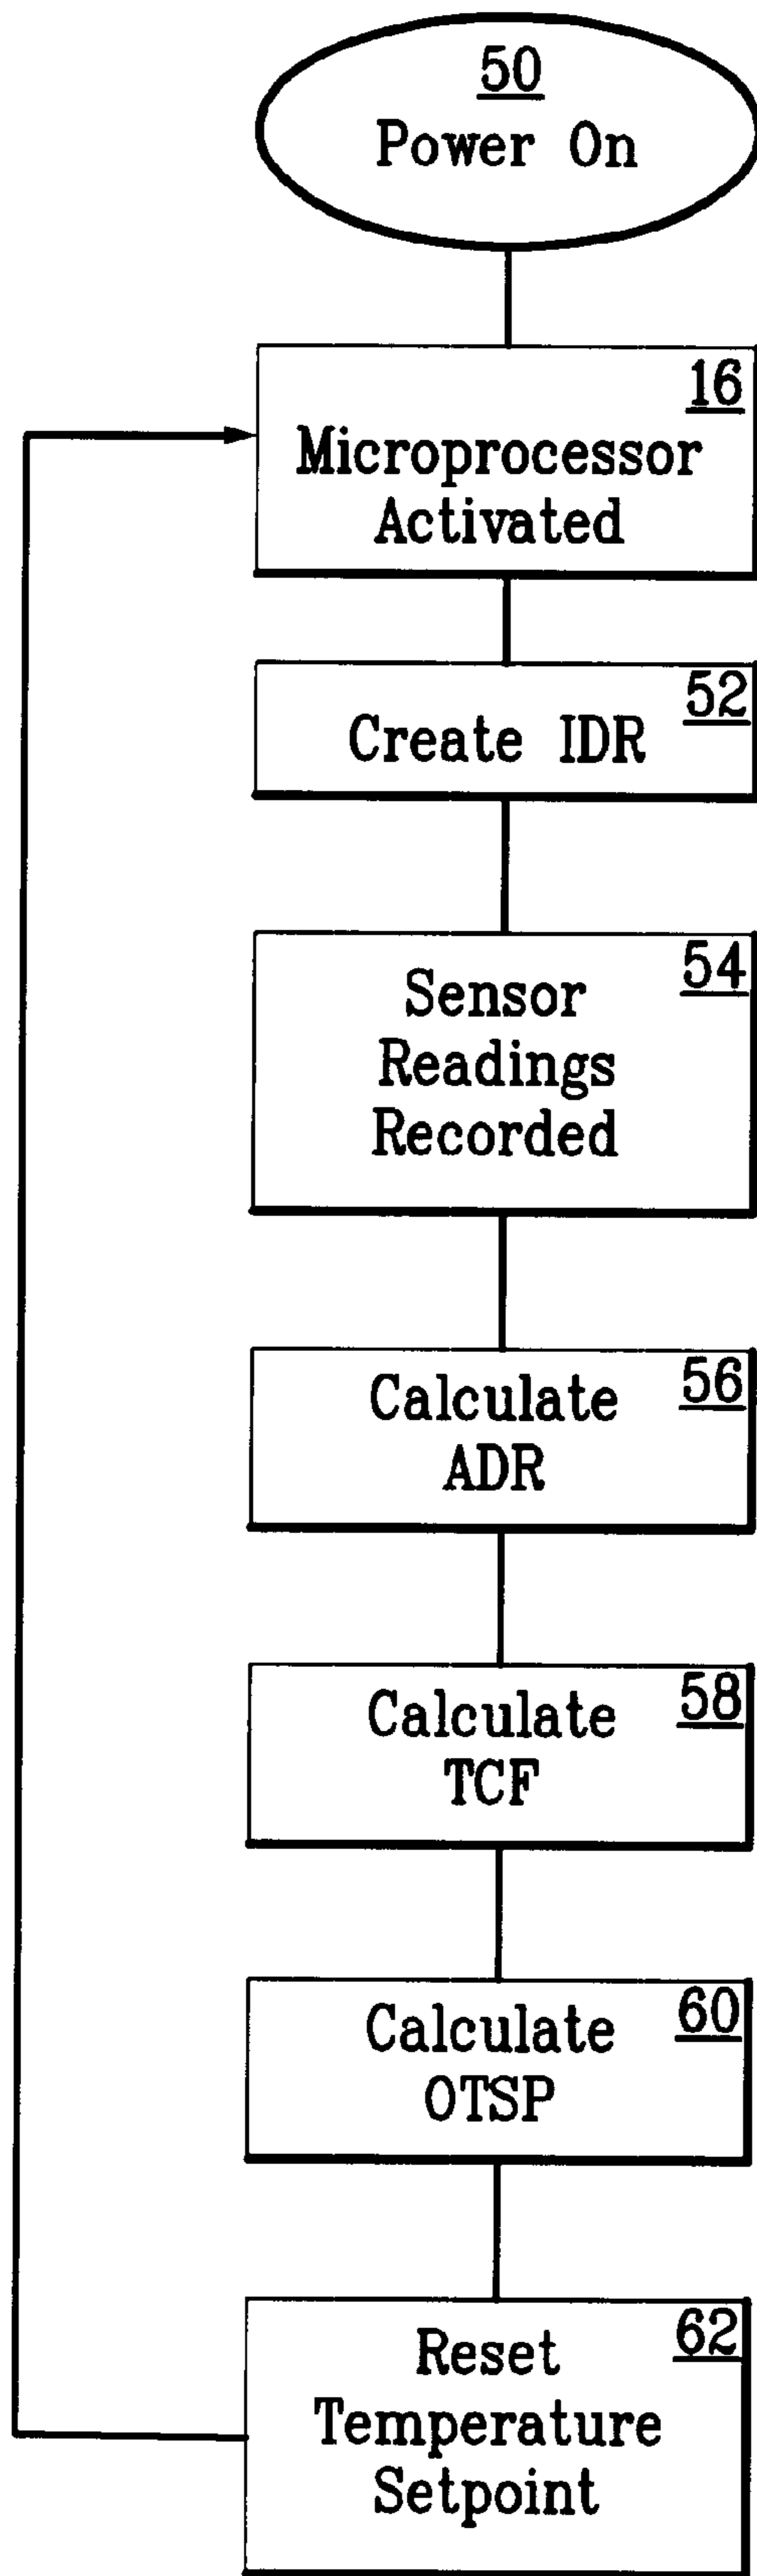 50
Power On
16
Microprocessor
Activated
52
Create IDR
54
Sensor
Readings
Recorded
56
Calculate
ADR
58
Calculate
TCF
60
Calculate
OTSP
62
Reset
Temperature
Setpoint